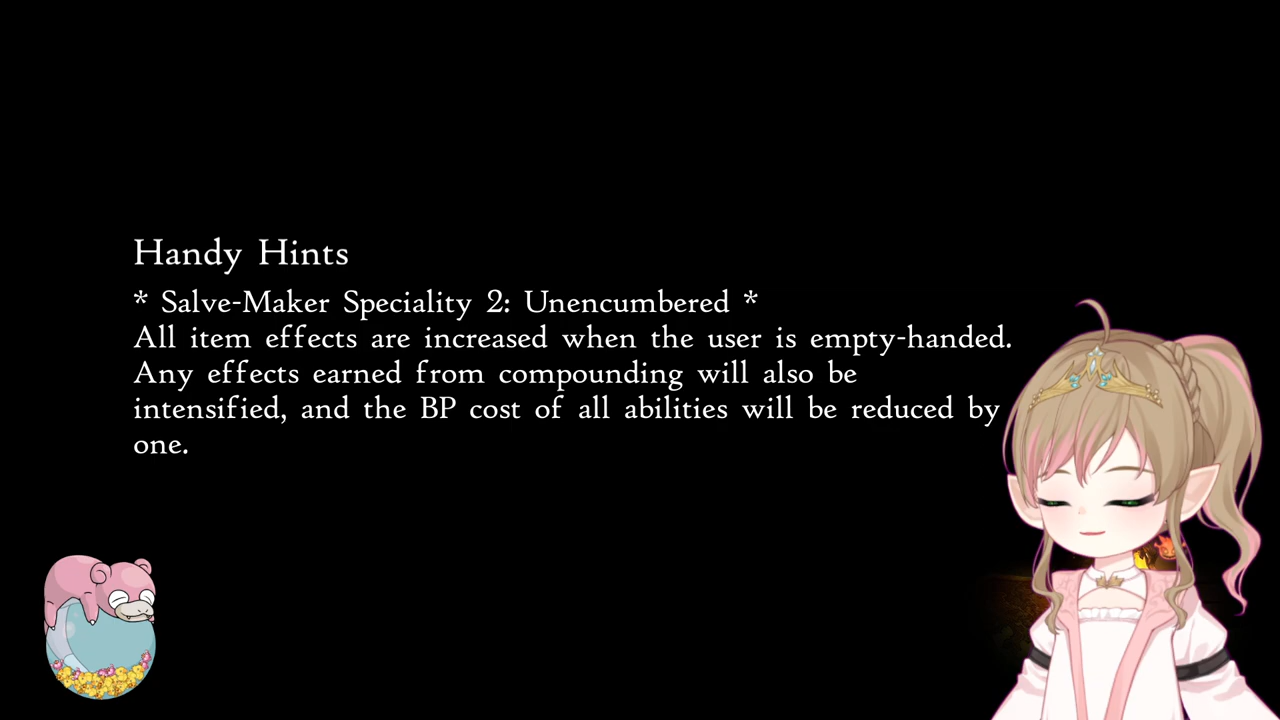 Handy Hints
* Salve-Maker Speciality 2: Unencumbered *
All item effects are increased when the user is empty-handed.
Any effects earned from compounding will also be
intensified, and the BP cost of all abilities will be reduced by
one.